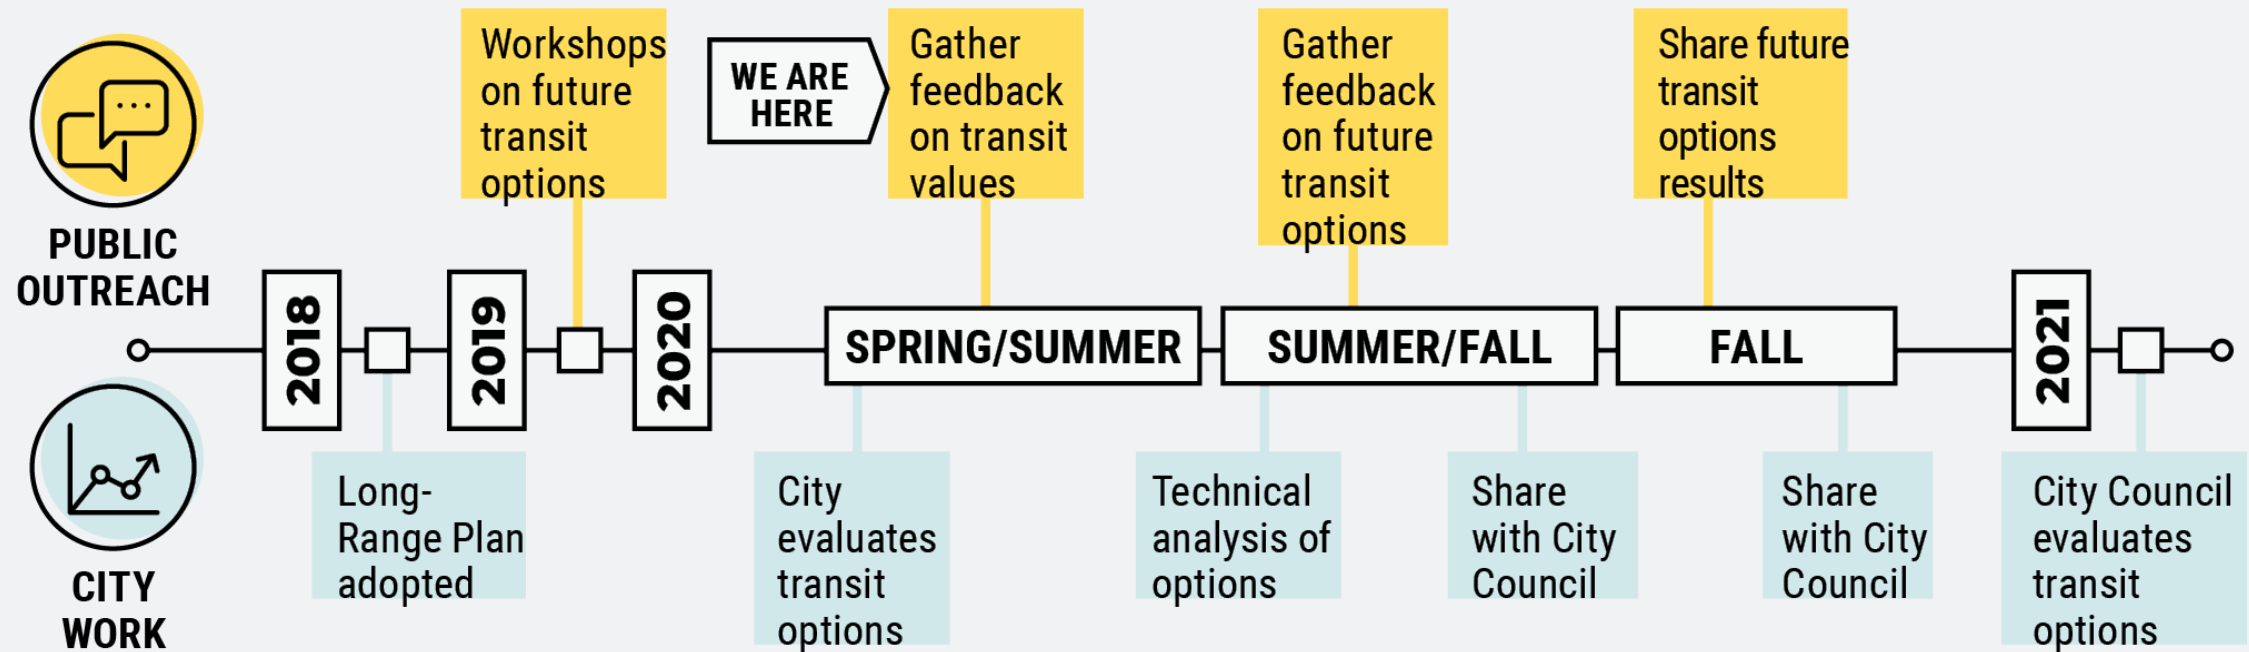 PUBLIC
OUTREACH
Workshops
on future
transit
options
WE ARE
HERE
Gather
feedback
on transit
values
Gather
feedback
on future
transit
options
Share future
transit
options
results
2018
2019
2020
SPRING/SUMMER
SUMMER/FALL
FALL
2021
CITY
WORK
Long-
Range Plan
adopted
City
evaluates
transit
options
Technical
analysis of
options
Share
with City
Council
Share
with City
Council
City Council
evaluates
transit
options